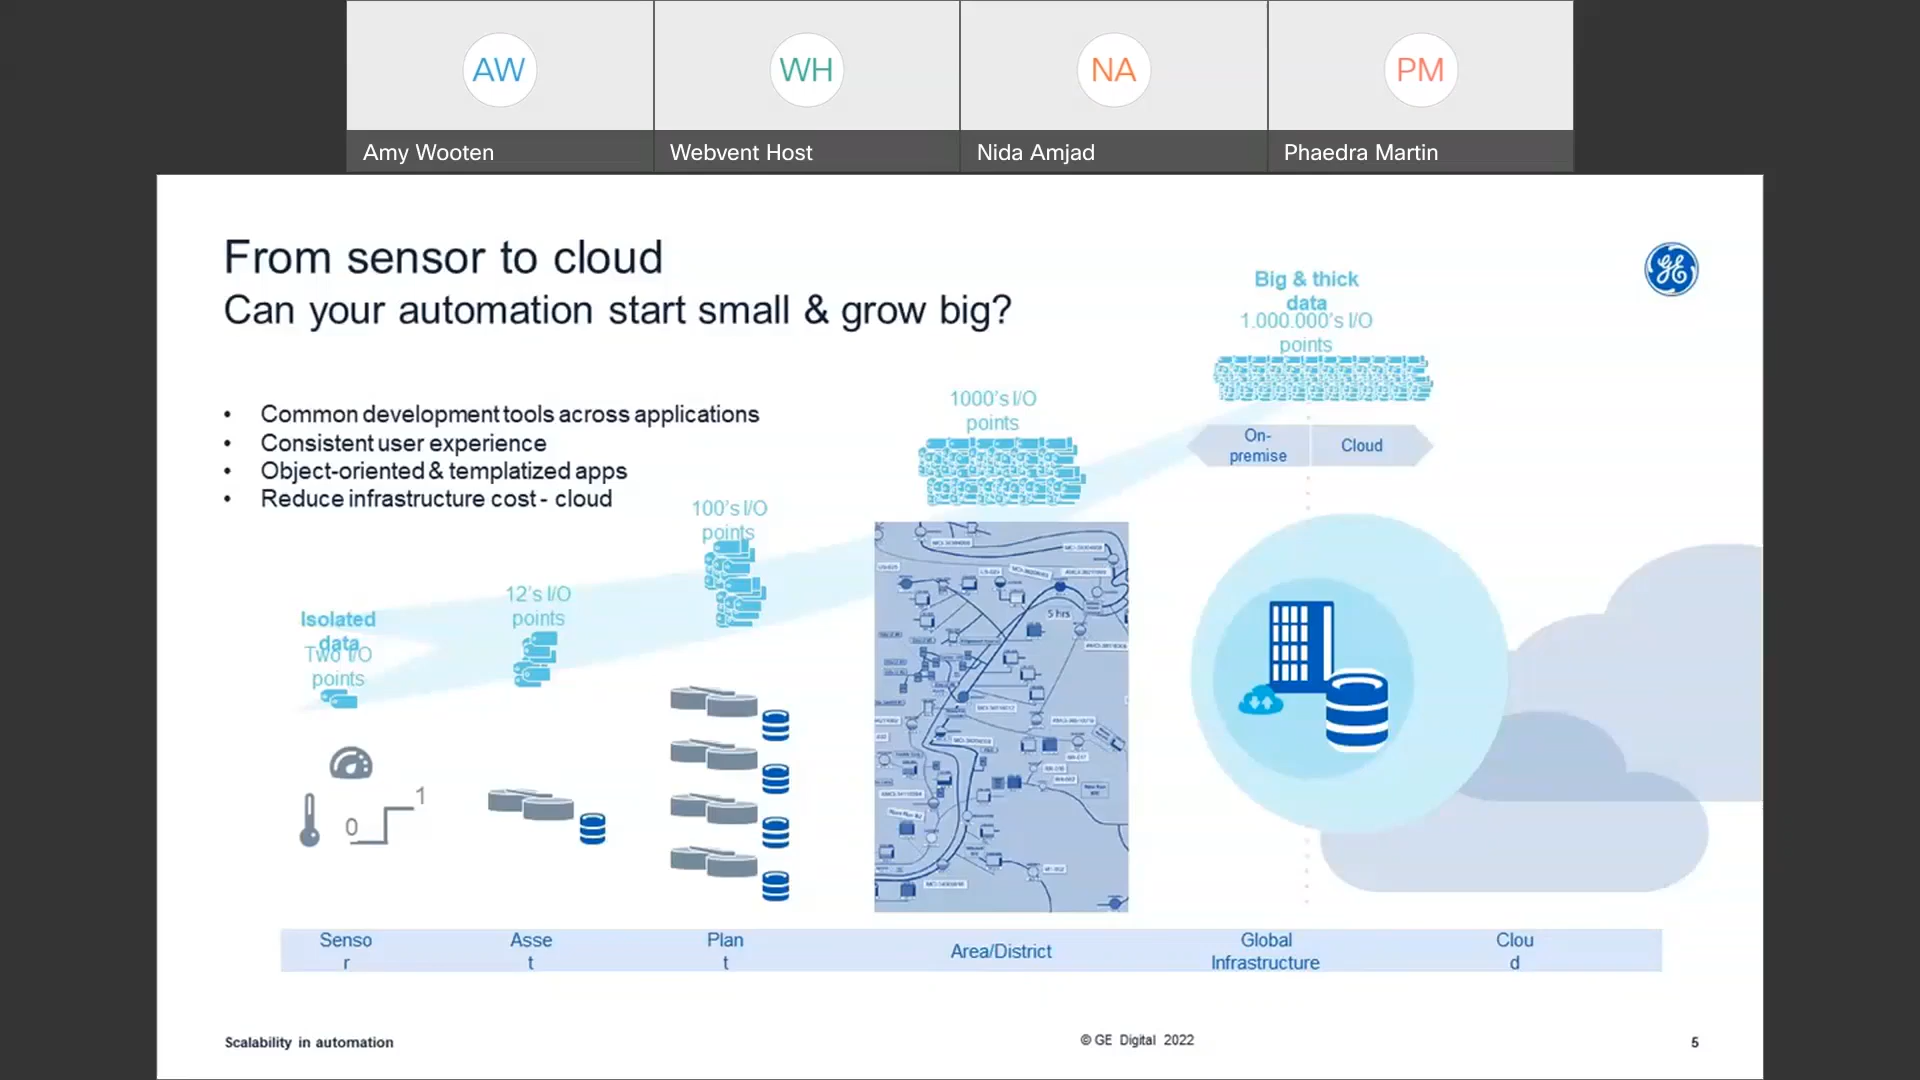 AW
WH
NA
PM
Amy Wooten
Webvent Host
Nida Amjad
Phaedra Martin
From sensor to cloud
Can your automation start small & grow big?
• Common development tools across applications
• Consistent user experience
• Object-oriented & templatized apps
• Reduce infrastructure cost - cloud
Isolated
data
Two I/O
points
12's I/O
points
100's I/O
points
1000's I/O
points
Big & thick
data
1.000.000's I/O
points
On-
premise
Cloud
5 hrs
0
1
Senso
r
Asse
t
Plan
t
Area/District
Global
Infrastructure
Clou
d
Scalability in automation
© GE Digital 2022
5